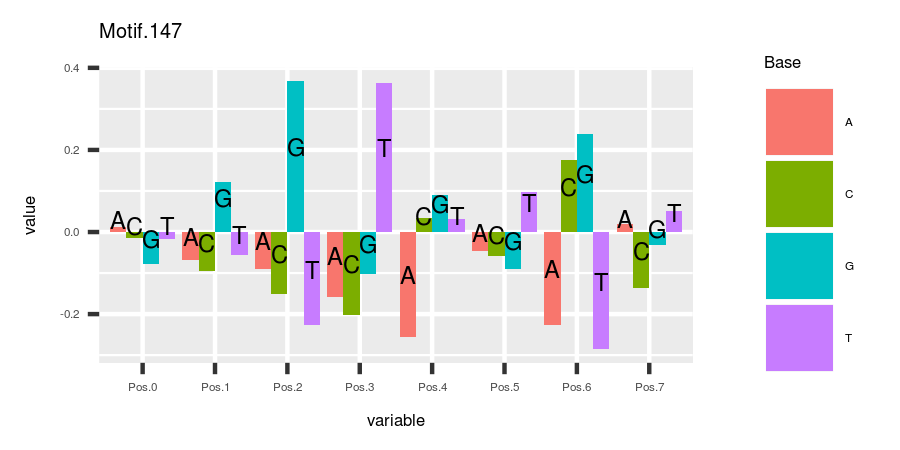 Motif.147
Base
0.4
0.2
0.0
-0.2
value
A C G T A C G T A C G T A C G T A C G T A C G T A C G T A C G T
Pos.0 Pos.1 Pos.2 Pos.3 Pos.4 Pos.5 Pos.6 Pos.7
variable
A
C
G
T